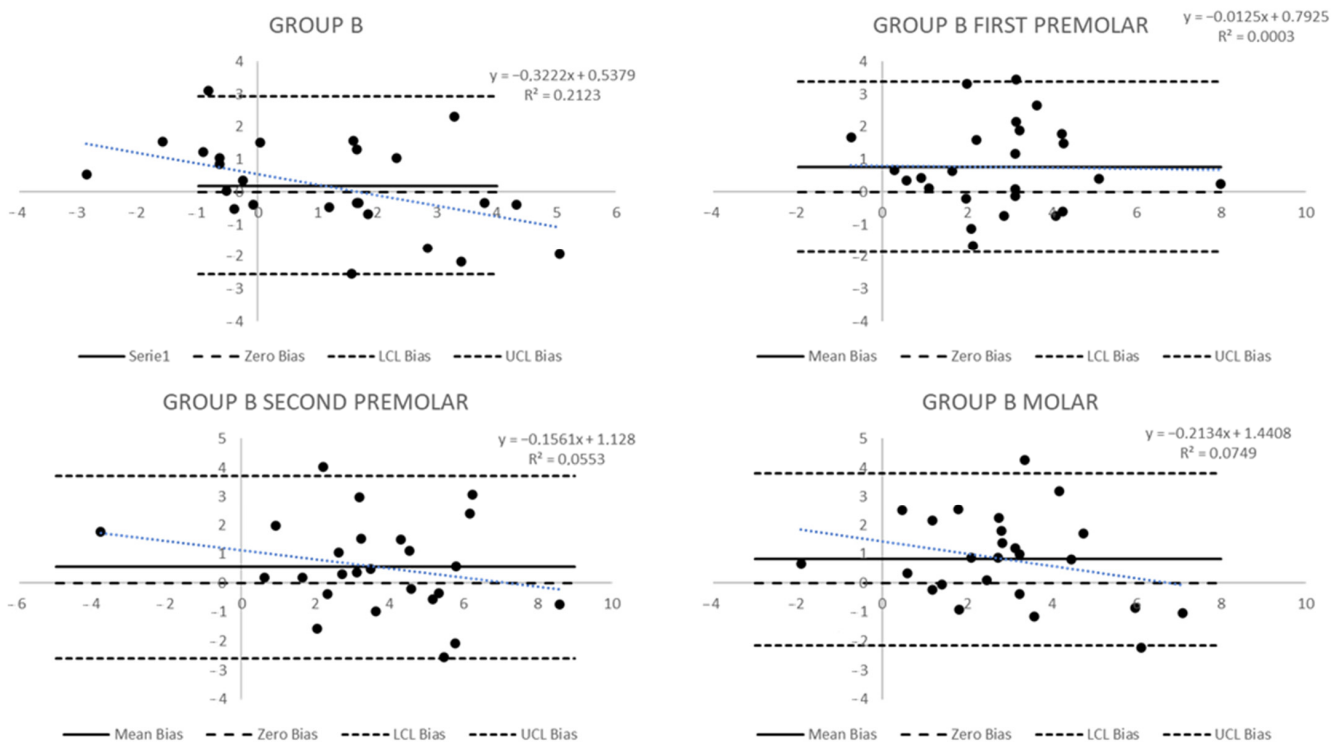 GROUP B
y = −0,3222x + 0,5379
R² = 0.2123
4
3
2
1
0
−1
−2
−3
−4
−4 −3 −2 −1 0 1 2 3 4 5 6
Serie1 Zero Bias LCL Bias UCL Bias
GROUP B FIRST PREMOLAR
y = −0.0125x + 0.7925
R² = 0.0003
4
3
2
1
0
−1
−2
−3
−4
−4 −2 0 2 4 6 8 10
Mean Bias Zero Bias LCL Bias UCL Bias
GROUP B SECOND PREMOLAR
y = −0.1561x + 1.128
R² = 0,0553
5
4
3
2
1
0
−1
−2
−3
−4
−6 −4 −2 0 2 4 6 8 10
Mean Bias Zero Bias LCL Bias UCL Bias
GROUP B MOLAR
y = −0.2134x + 1.4408
R² = 0,0749
5
4
3
2
1
0
−1
−2
−3
−4
−4 −2 0 2 4 6 8 10
Mean Bias Zero Bias LCL Bias UCL Bias